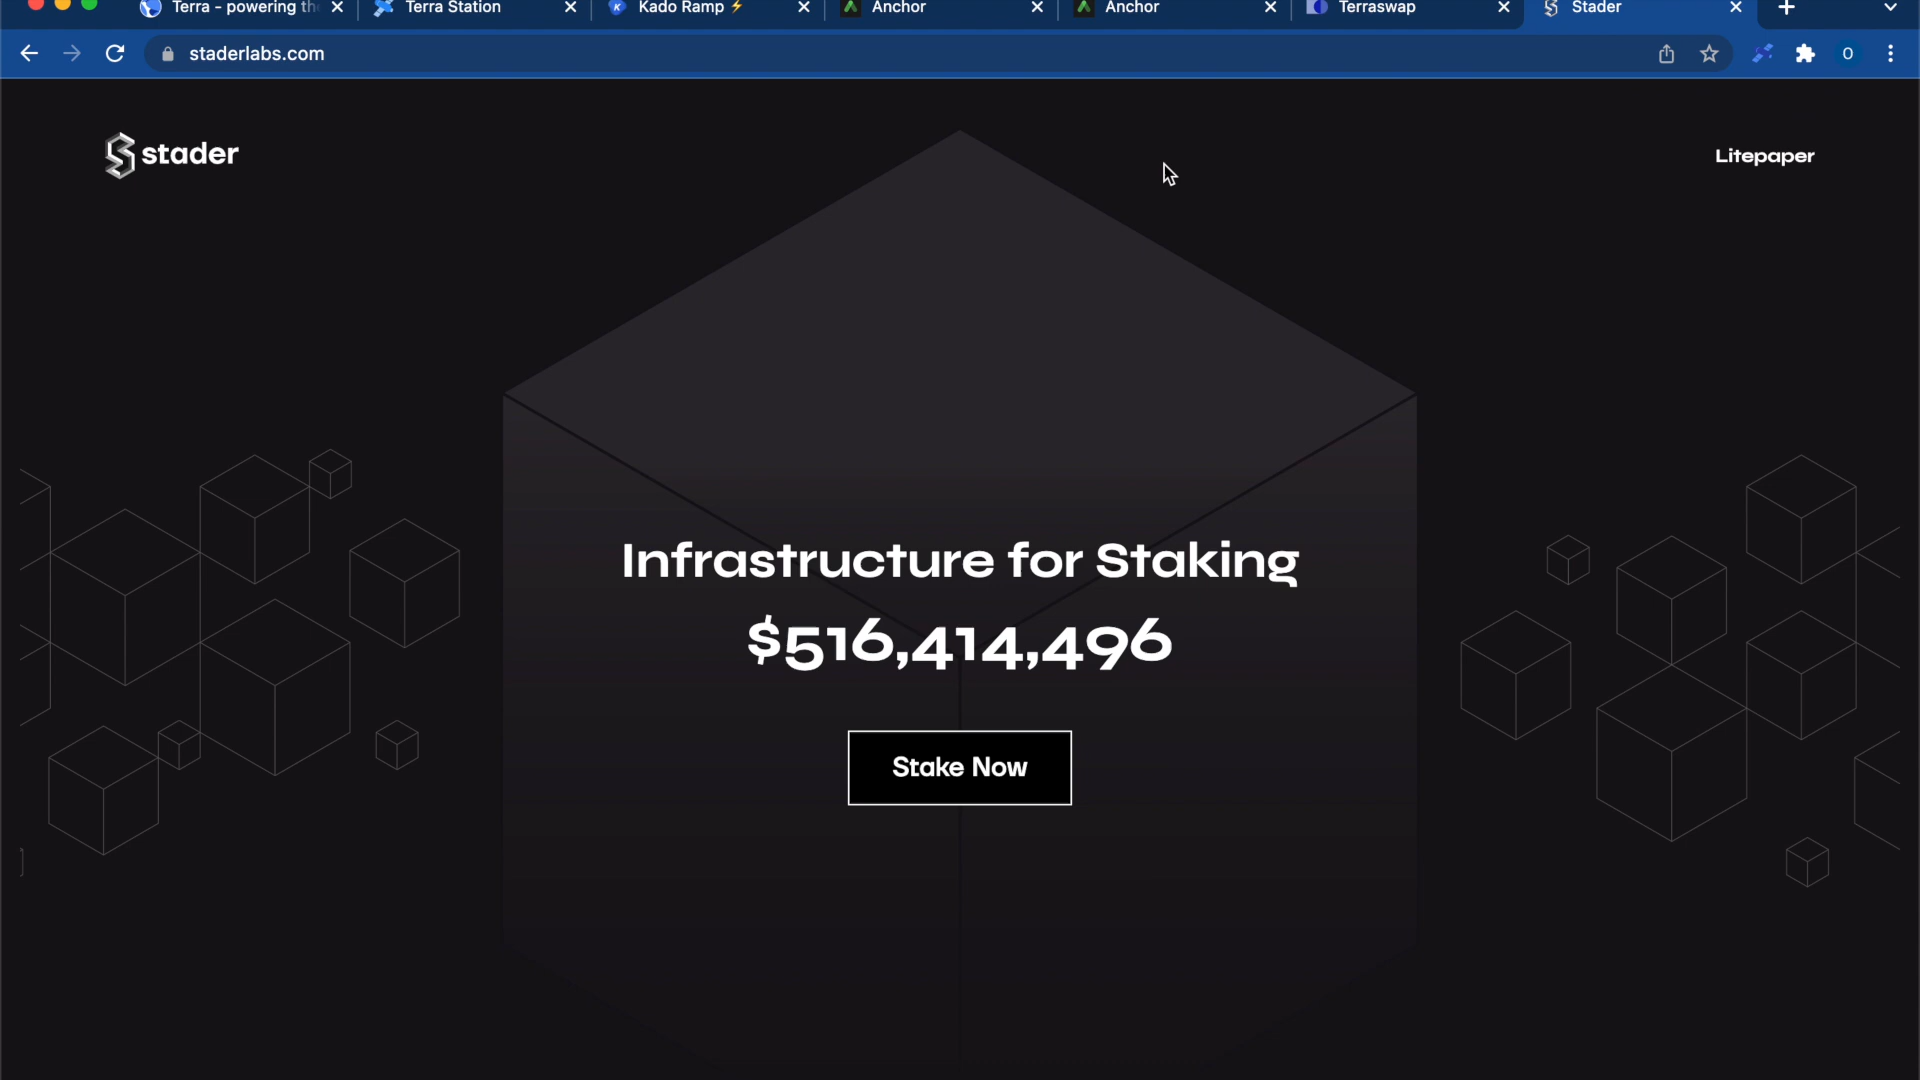 Terra - powering th
Terra Station
Kado Ramp ⚡
Anchor
Anchor
Terraswap
Stader
staderlabs.com
O
stader
Litepaper
Infrastructure for Staking
$516,414,496
Stake Now